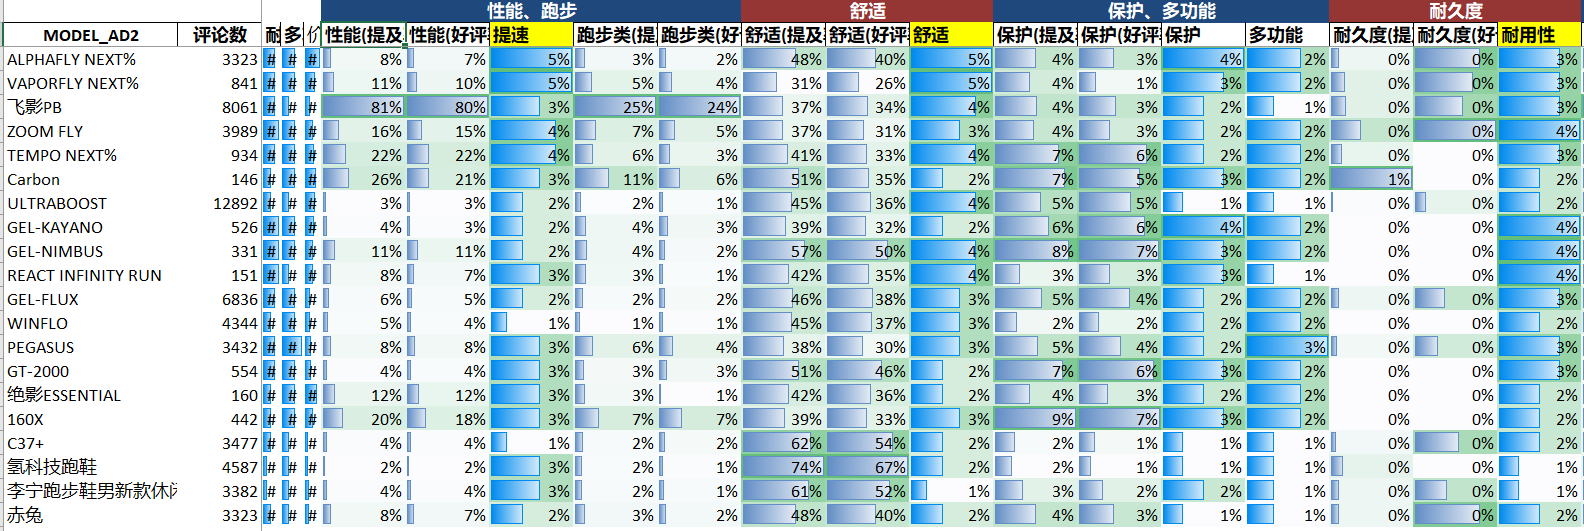 性能、跑步 舒适 保护、多功能 耐久度
MODEL_AD2 评论数 耐 多 价 性能(提及 性能(好评 提速 跑步类(提 跑步类(好 舒适(提及 舒适(好评 舒适 保护(提及 保护(好评 保护 多功能 耐久度(提 耐久度(好 耐用性
ALPHAFLY NEXT% 3323 # # # 8% 7% 5% 3% 2% 48% 40% 5% 4% 3% 4% 2% 0% 0% 3%
VAPORFLY NEXT% 841 # # # 11% 10% 5% 5% 4% 31% 26% 5% 4% 1% 3% 2% 0% 0% 3%
飞影PB 8061 # # # 81% 80% 3% 25% 24% 37% 34% 4% 4% 3% 2% 1% 0% 0% 3%
ZOOM FLY 3989 # # # 16% 15% 4% 7% 5% 37% 31% 3% 4% 3% 2% 2% 0% 0% 4%
TEMPO NEXT% 934 # # # 22% 22% 4% 6% 3% 41% 33% 4% 7% 6% 2% 2% 0% 0% 3%
Carbon 146 # # # 26% 21% 3% 11% 6% 51% 35% 2% 7% 5% 3% 2% 1% 0% 2%
ULTRABOOST 12892 # # # 3% 3% 2% 2% 1% 45% 36% 4% 5% 5% 1% 1% 0% 0% 2%
GEL-KAYANO 526 # # # 4% 3% 2% 4% 3% 39% 32% 2% 6% 6% 4% 2% 0% 0% 4%
GEL-NIMBUS 331 # # # 11% 11% 2% 4% 2% 57% 50% 4% 8% 7% 3% 2% 0% 0% 4%
REACT INFINITY RUN 151 # # # 8% 7% 3% 3% 1% 42% 35% 4% 3% 3% 3% 1% 0% 0% 4%
GEL-FLUX 6836 # # # 6% 5% 2% 2% 2% 46% 38% 3% 5% 4% 2% 2% 0% 0% 3%
WINFLO 4344 # # # 5% 4% 1% 1% 1% 45% 37% 3% 2% 2% 2% 2% 0% 0% 2%
PEGASUS 3432 # # # 8% 8% 3% 6% 4% 38% 30% 3% 5% 4% 2% 3% 0% 0% 3%
GT-2000 554 # # # 4% 4% 3% 3% 3% 51% 46% 2% 7% 6% 3% 2% 0% 0% 3%
绝影ESSENTIAL 160 # # # 12% 12% 3% 3% 1% 42% 36% 2% 4% 3% 2% 2% 0% 0% 2%
160X 442 # # # 20% 18% 3% 7% 7% 39% 33% 3% 9% 7% 3% 2% 0% 0% 2%
C37+ 3477 # # # 4% 4% 1% 2% 2% 62% 54% 2% 2% 1% 1% 1% 0% 0% 2%
氢科技跑鞋 4587 # # # 2% 2% 3% 2% 1% 74% 67% 2% 2% 1% 1% 1% 0% 0% 1%
李宁跑步鞋男新款休闲 3382 # # # 4% 4% 3% 2% 1% 61% 52% 1% 3% 2% 2% 1% 0% 0% 1%
赤兔 3323 # # # 8% 7% 2% 3% 2% 48% 40% 2% 4% 3% 2% 2% 0% 0% 2%